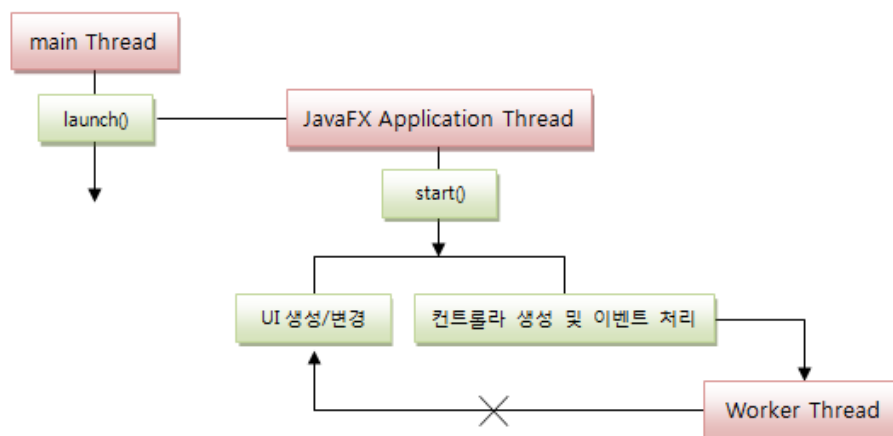 main Thread
launch()
JavaFX Application Thread
start()
UI 생성/변경
컨트롤라 생성 및 이벤트 처리
Worker Thread